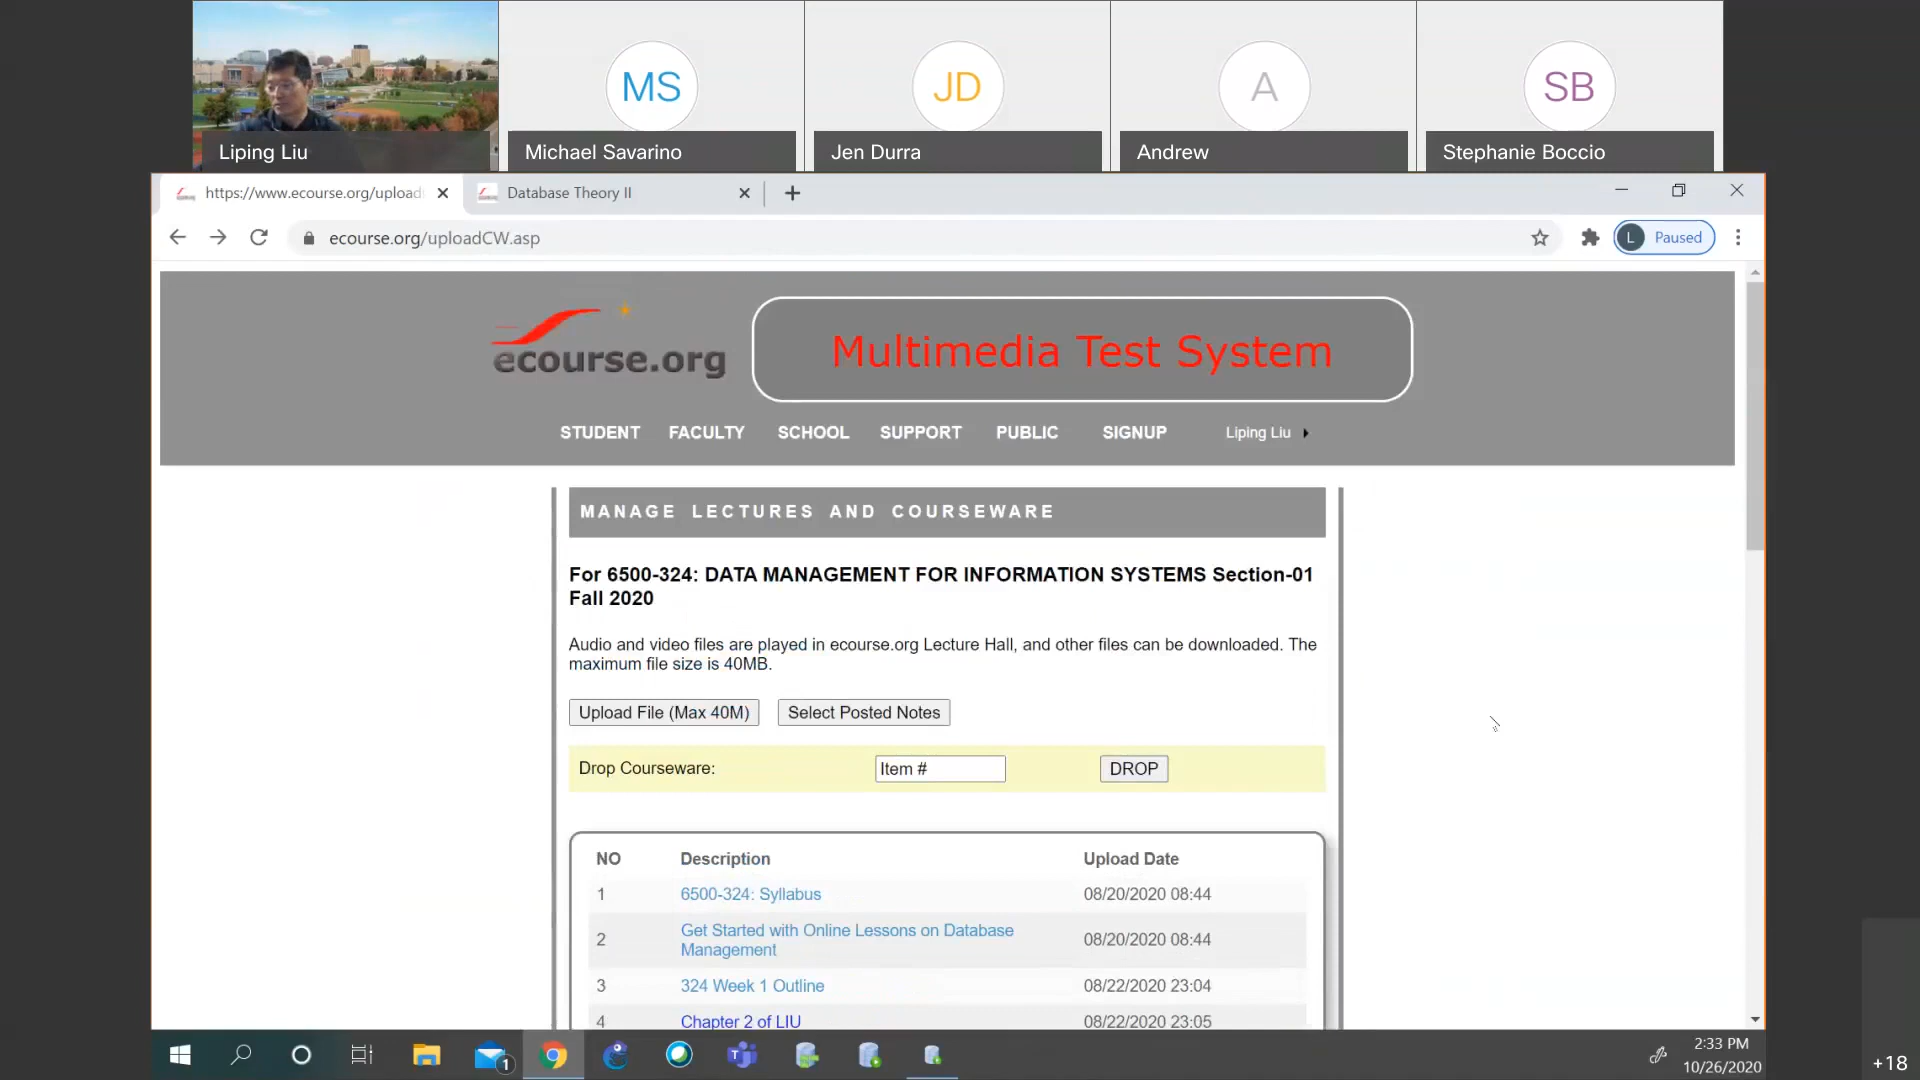 MS
JD
A
SB
Liping Liu
Michael Savarino
Jen Durra
Andrew
Stephanie Boccio
https://www.ecourse.org/upload
Database Theory II
ecourse.org/uploadCW.asp
L Paused
ecourse.org
Multimedia Test System
STUDENT FACULTY SCHOOL SUPPORT PUBLIC SIGNUP Liping Liu
MANAGE LECTURES AND COURSEWARE
For 6500-324: DATA MANAGEMENT FOR INFORMATION SYSTEMS Section-01
Fall 2020
Audio and video files are played in ecourse.org Lecture Hall, and other files can be downloaded. The
maximum file size is 40MB.
Upload File (Max 40M) Select Posted Notes
Drop Courseware: Item # DROP
NO Description Upload Date
1 6500-324: Syllabus 08/20/2020 08:44
2 Get Started with Online Lessons on Database
Management 08/20/2020 08:44
3 324 Week 1 Outline 08/22/2020 23:04
4 Chapter 2 of LIU 08/22/2020 23:05
1
2:33 PM
10/26/2020
+18